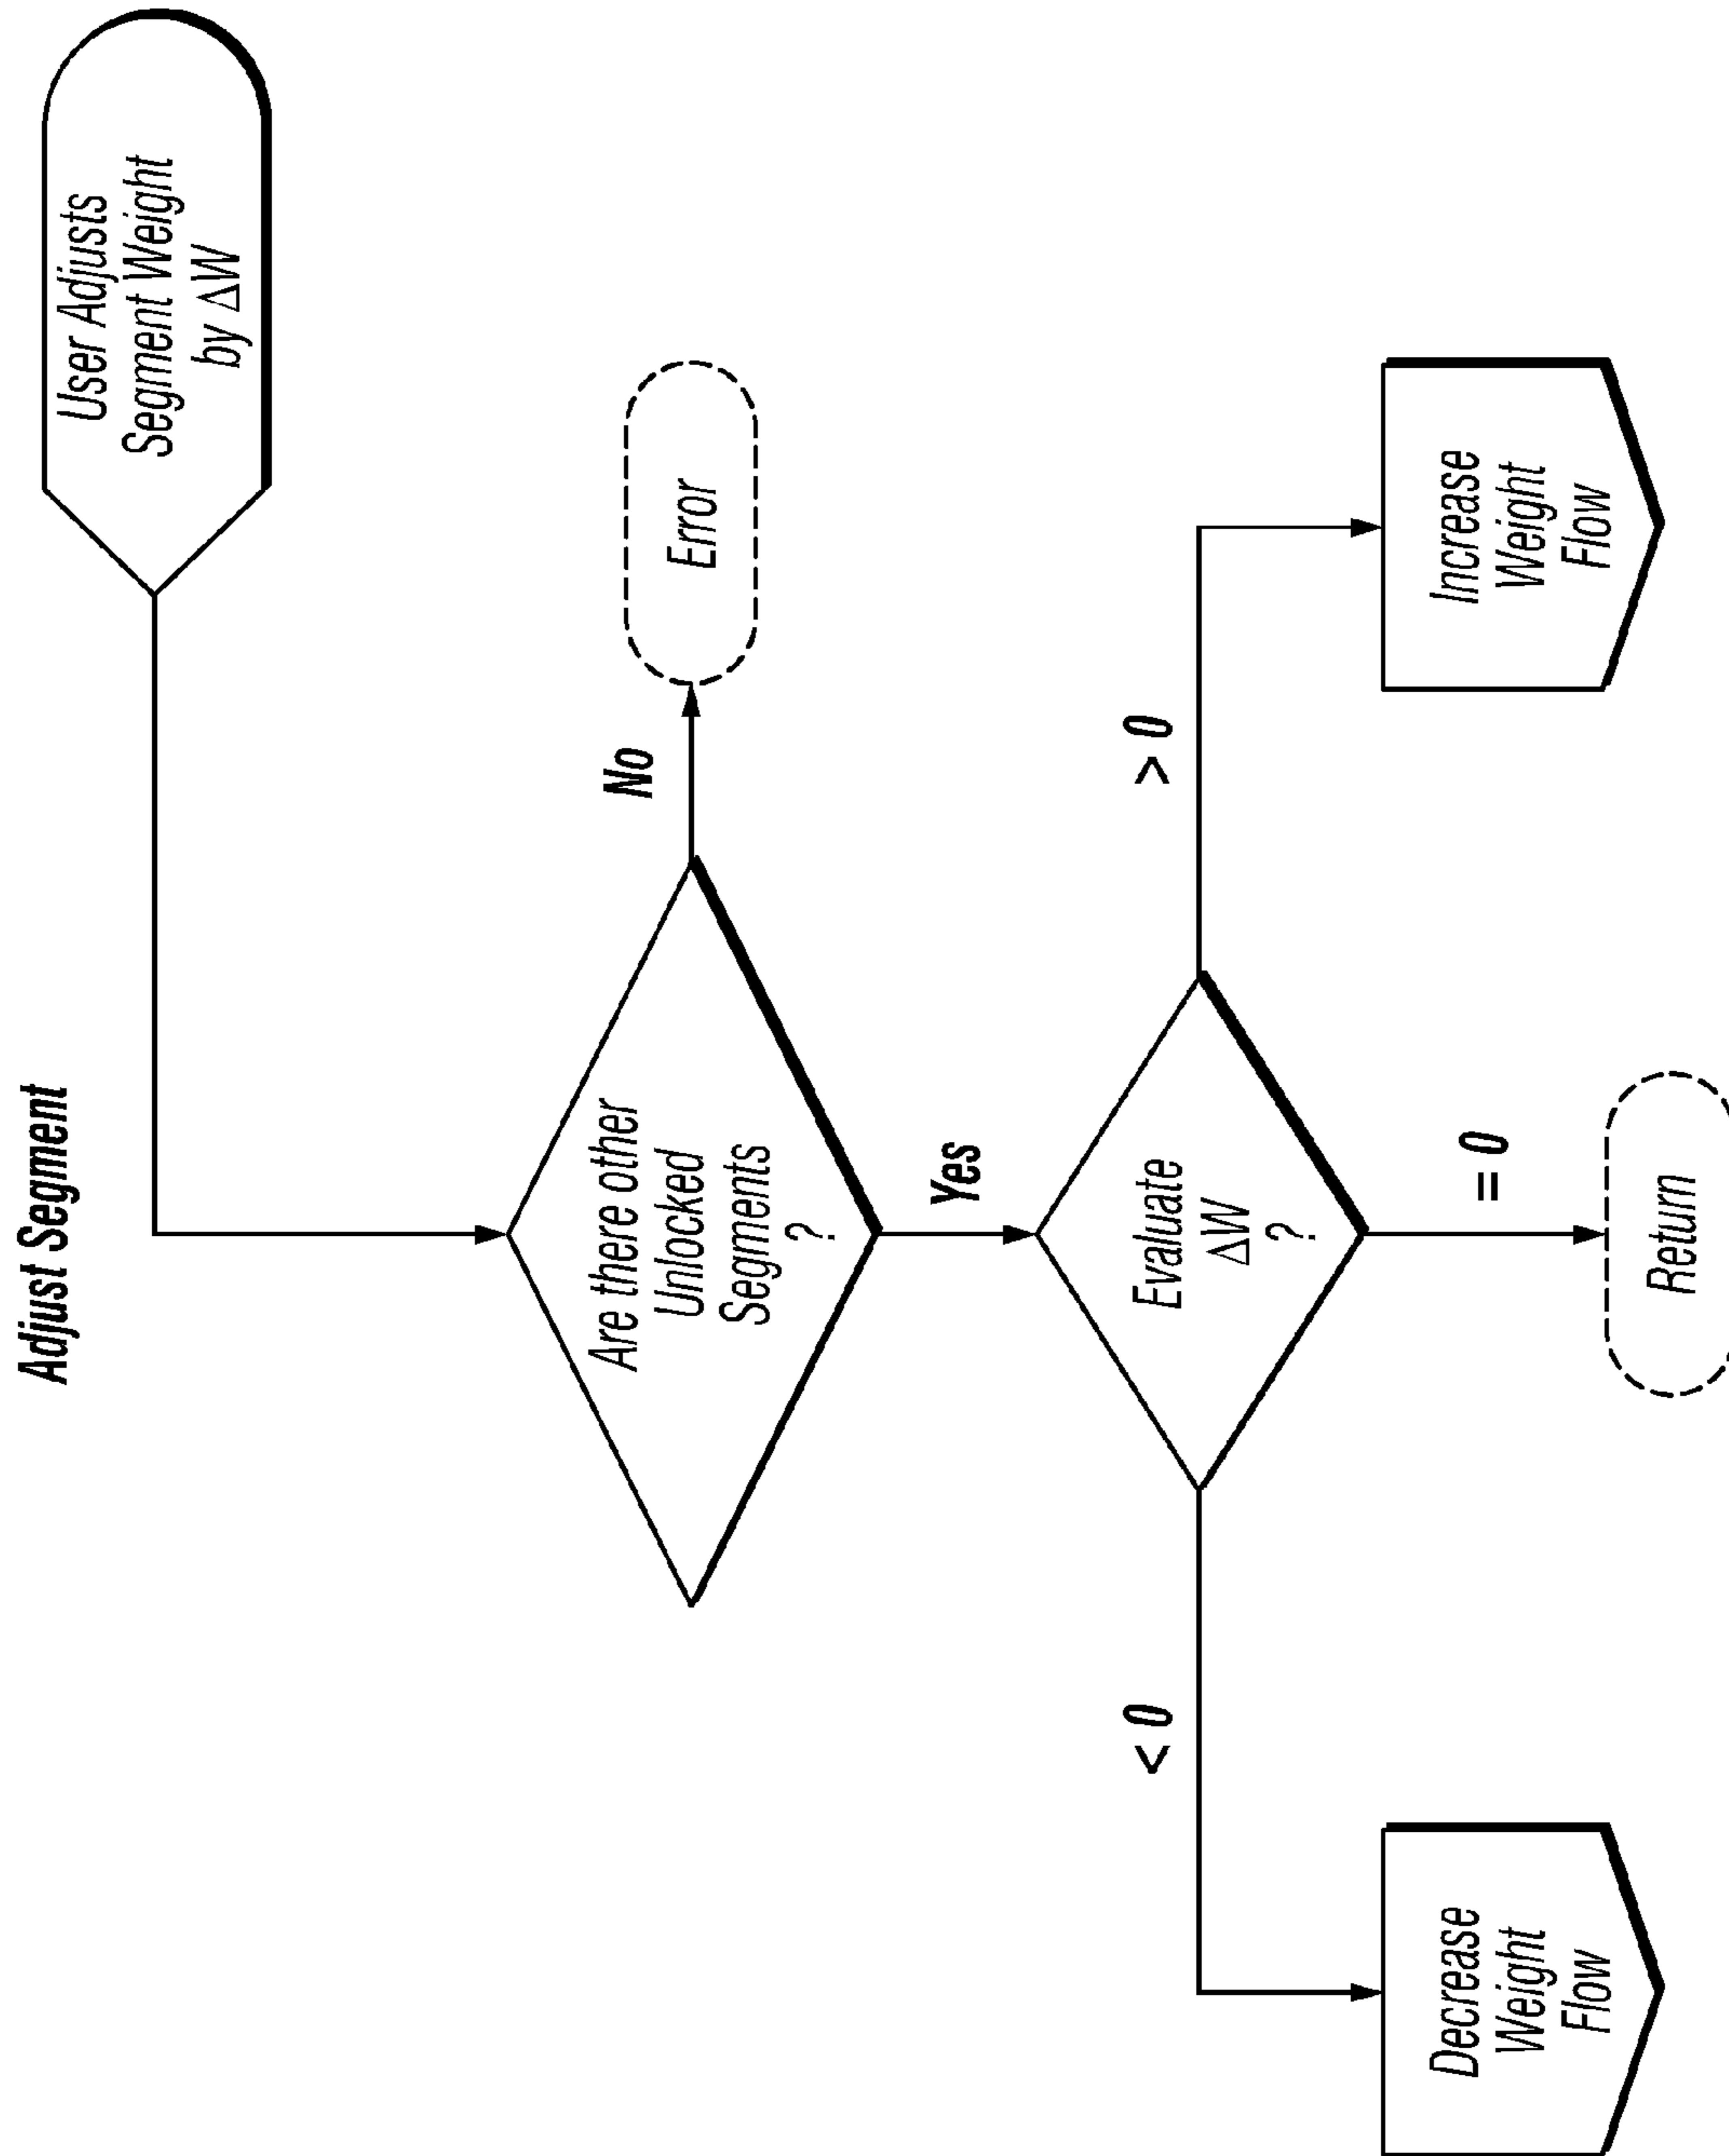 Adjust Segment
User Adjusts
Segment Weight
by ΔW
Are there other
Unlocked
Segments
?
No
Error
Yes
Evaluate
ΔW
?
< 0
> 0
= 0
Decrease
Weight
Flow
Return
Increase
Weight
Flow